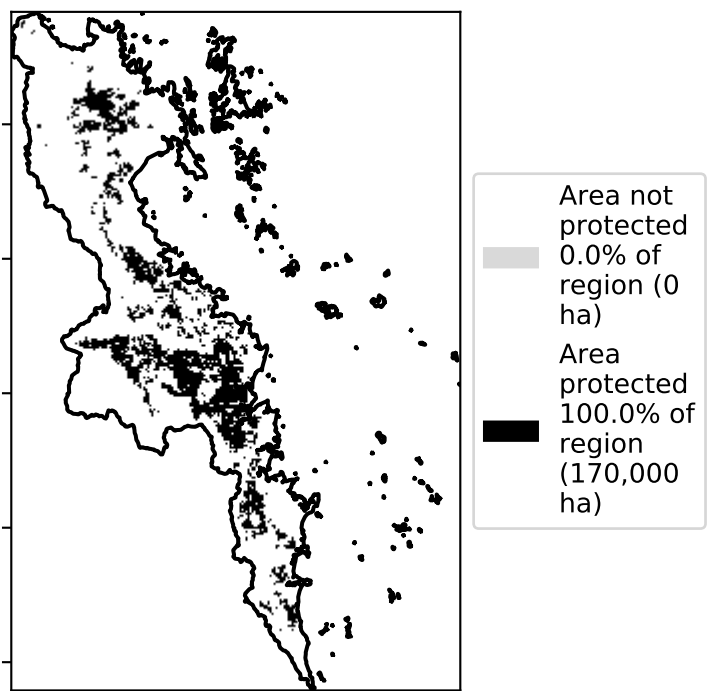 Area not
protected
0.0% of
region (0
ha)
Area
protected
100.0% of
region
(170,000
ha)